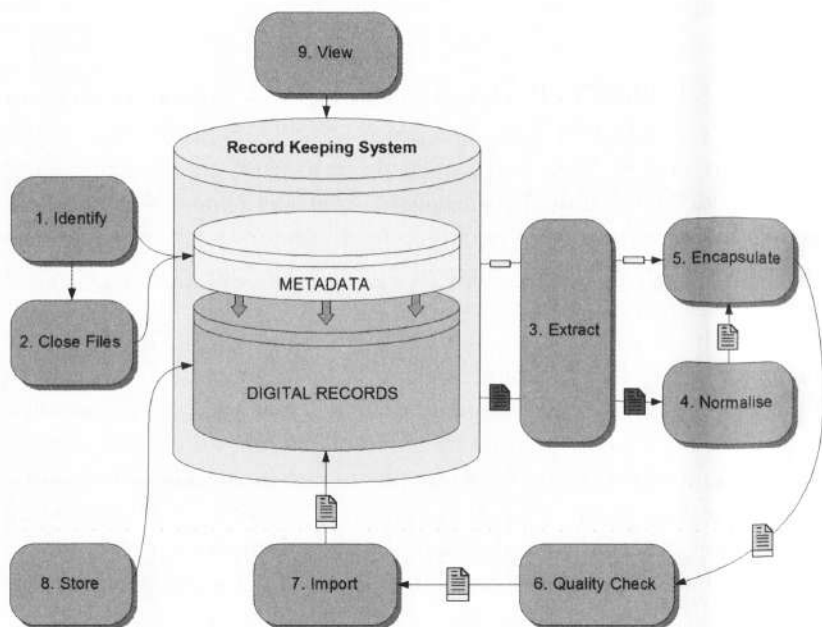 9. View
Record Keeping System
1. Identify
METADATA
2. Close Files
DIGITAL RECORDS
3. Extract
5. Encapsulate
4. Normalise
8. Store
7. Import
6. Quality Check